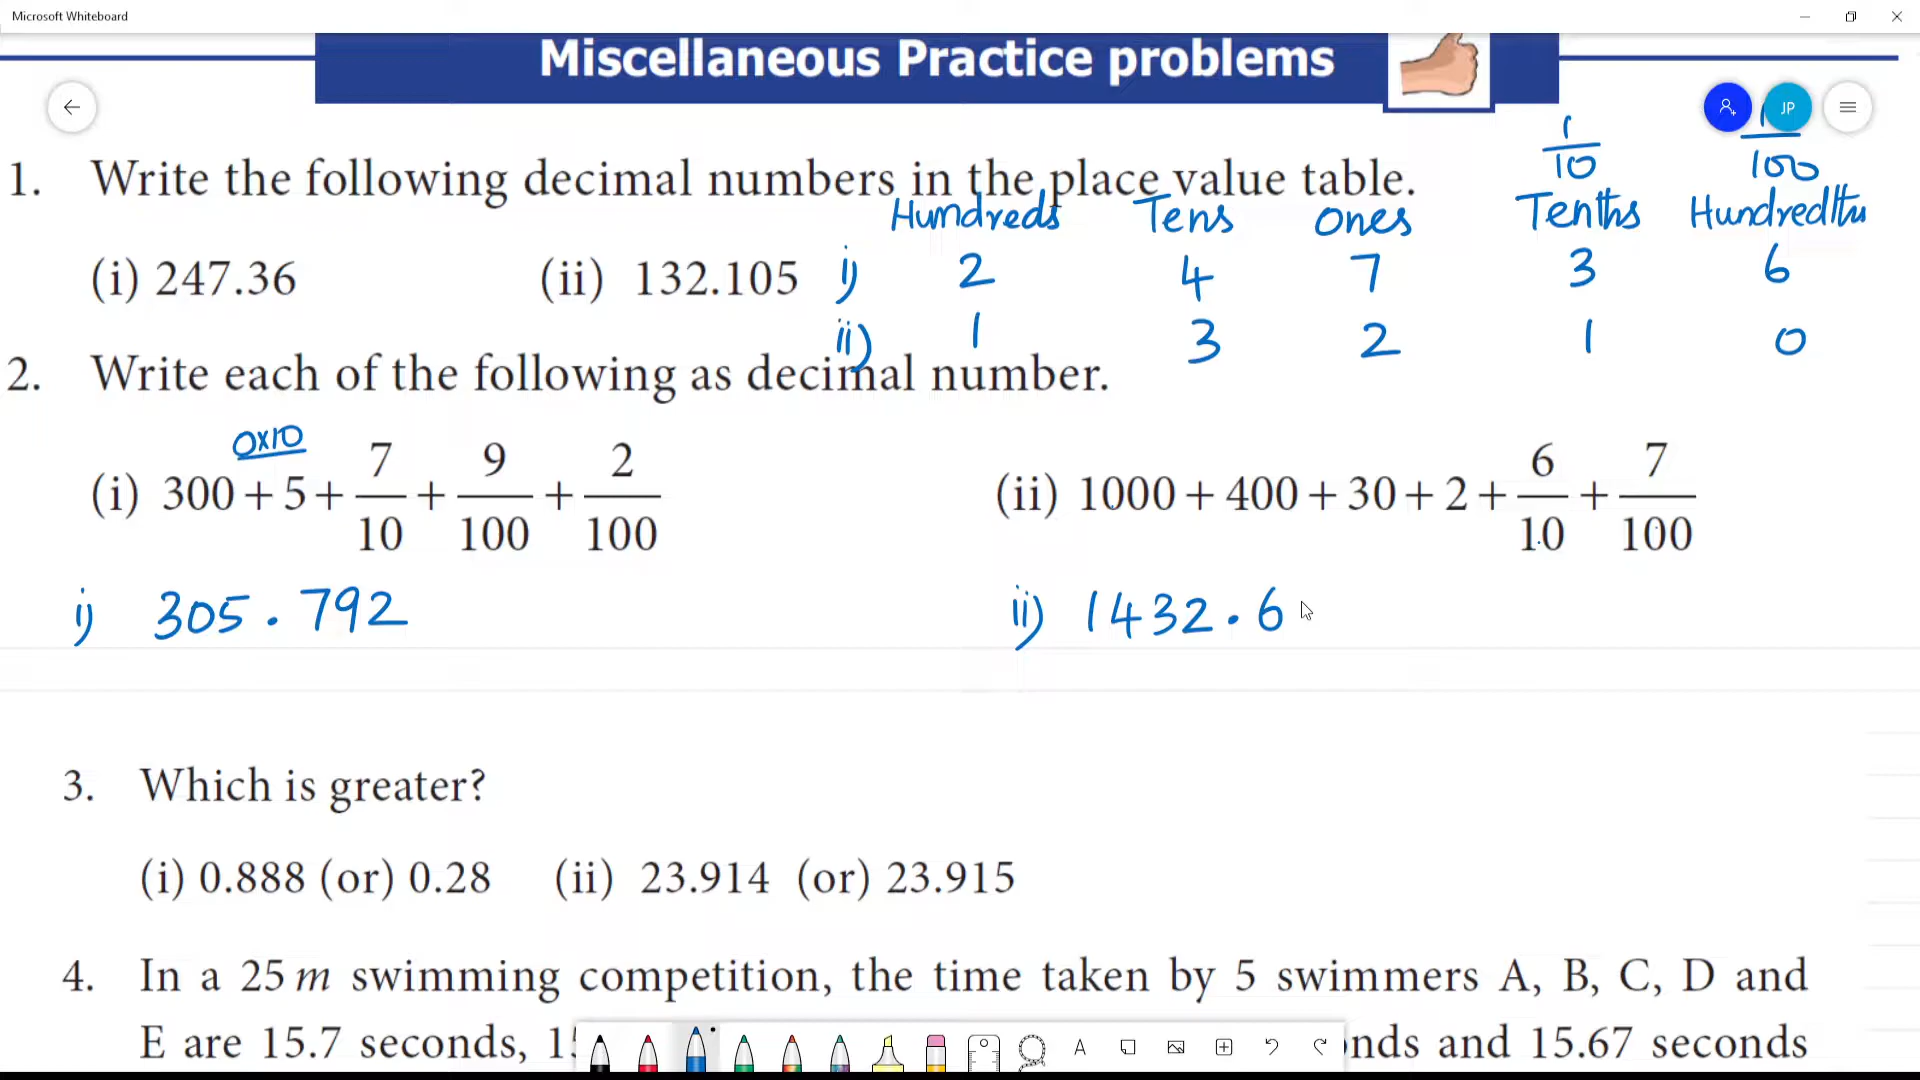 Microsoft Whiteboard
Miscellaneous Practice problems
JP
1. Write the following decimal numbers in the place value table.
1/10
/100
Hundreds Tens Ones Tenths Hundredths
(i) 247.36 (ii) 132.105
i) 2 4 7 3 6
ii) 1 3 2 1 0
2. Write each of the following as decimal number.
0x10
(i) 300 + 5 + 7/10 + 9/100 + 2/100 (ii) 1000 + 400 + 30 + 2 + 6/10 + 7/100
i) 305.792 ii) 1432.6
3. Which is greater?
(i) 0.888 (or) 0.28 (ii) 23.914 (or) 23.915
4. In a 25 m swimming competition, the time taken by 5 swimmers A, B, C, D and
E are 15.7 seconds, nds and 15.67 seconds